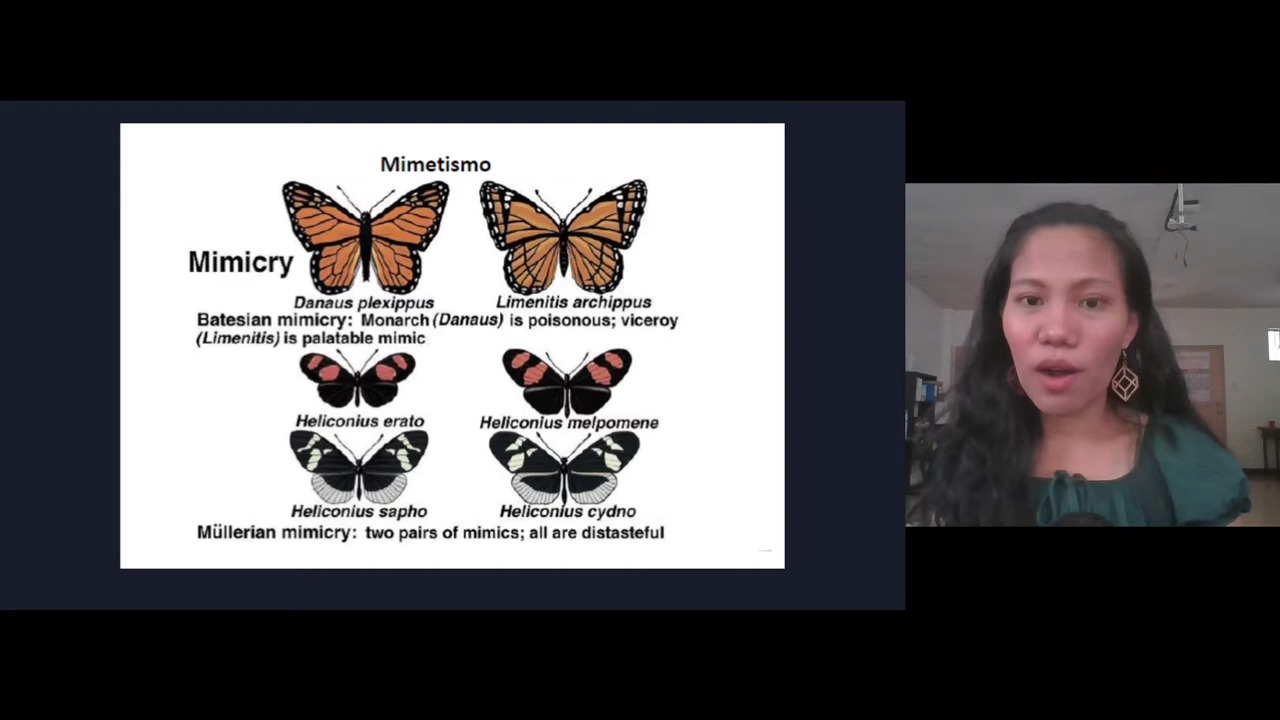 Mimetismo
Mimicry
Danaus plexippus
Limenitis archippus
Batesian mimicry: Monarch (Danaus) is poisonous; viceroy
(Limenitis) is palatable mimic
Heliconius erato
Heliconius melpomene
Heliconius sapho
Heliconius cydno
Müllerian mimicry: two pairs of mimics; all are distasteful